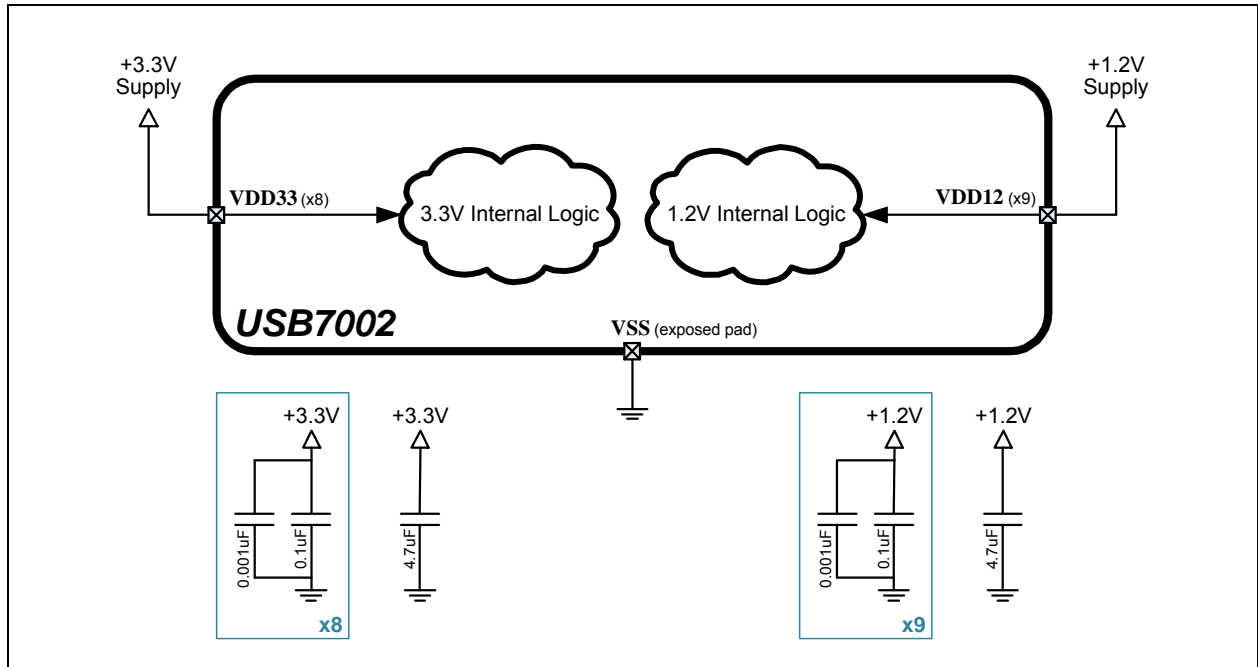 +3.3V
Supply
+1.2V
Supply
VDD33 (x8)
3.3V Internal Logic
1.2V Internal Logic
VDD12 (x9)
USB7002
VSS (exposed pad)
+3.3V
+3.3V
+1.2V
+1.2V
0.001uF
0.1uF
4.7uF
0.001uF
0.1uF
4.7uF
x8
x9